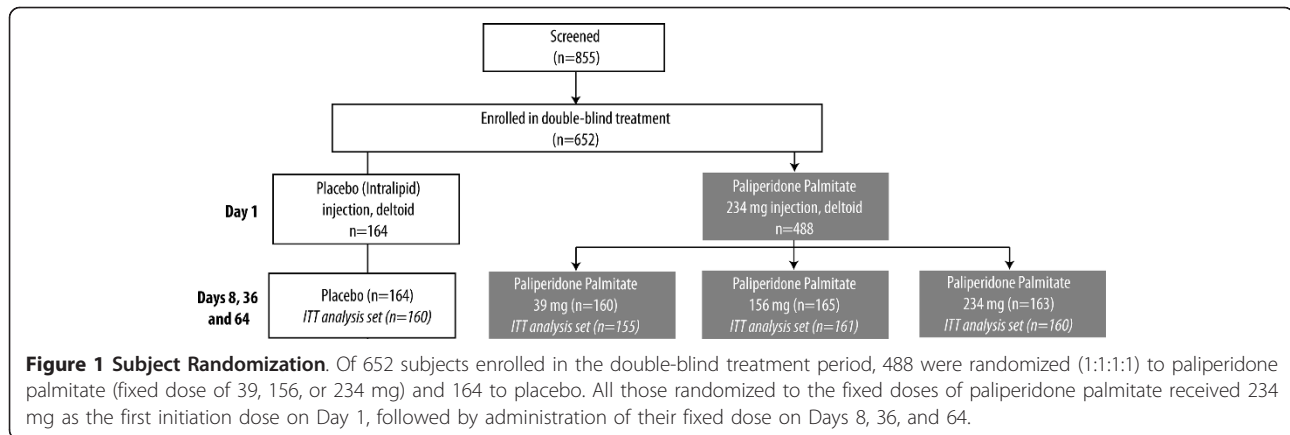 Screened
(n=855)
Enrolled in double-blind treatment
(n=652)
Day 1
Placebo (Intralipid)
injection, deltoid
n=164
Paliperidone Palmitate
234 mg injection, deltoid
n=488
Days 8, 36
and 64
Placebo (n=164)
ITT analysis set (n=160)
Paliperidone Palmitate
39 mg (n=160)
ITT analysis set (n=155)
Paliperidone Palmitate
156 mg (n=165)
ITT analysis set (n=161)
Paliperidone Palmitate
234 mg (n=163)
ITT analysis set (n=160)
Figure 1 Subject Randomization. Of 652 subjects enrolled in the double-blind treatment period, 488 were randomized (1:1:1:1) to paliperidone
palmitate (fixed dose of 39, 156, or 234 mg) and 164 to placebo. All those randomized to the fixed doses of paliperidone palmitate received 234
mg as the first initiation dose on Day 1, followed by administration of their fixed dose on Days 8, 36, and 64.